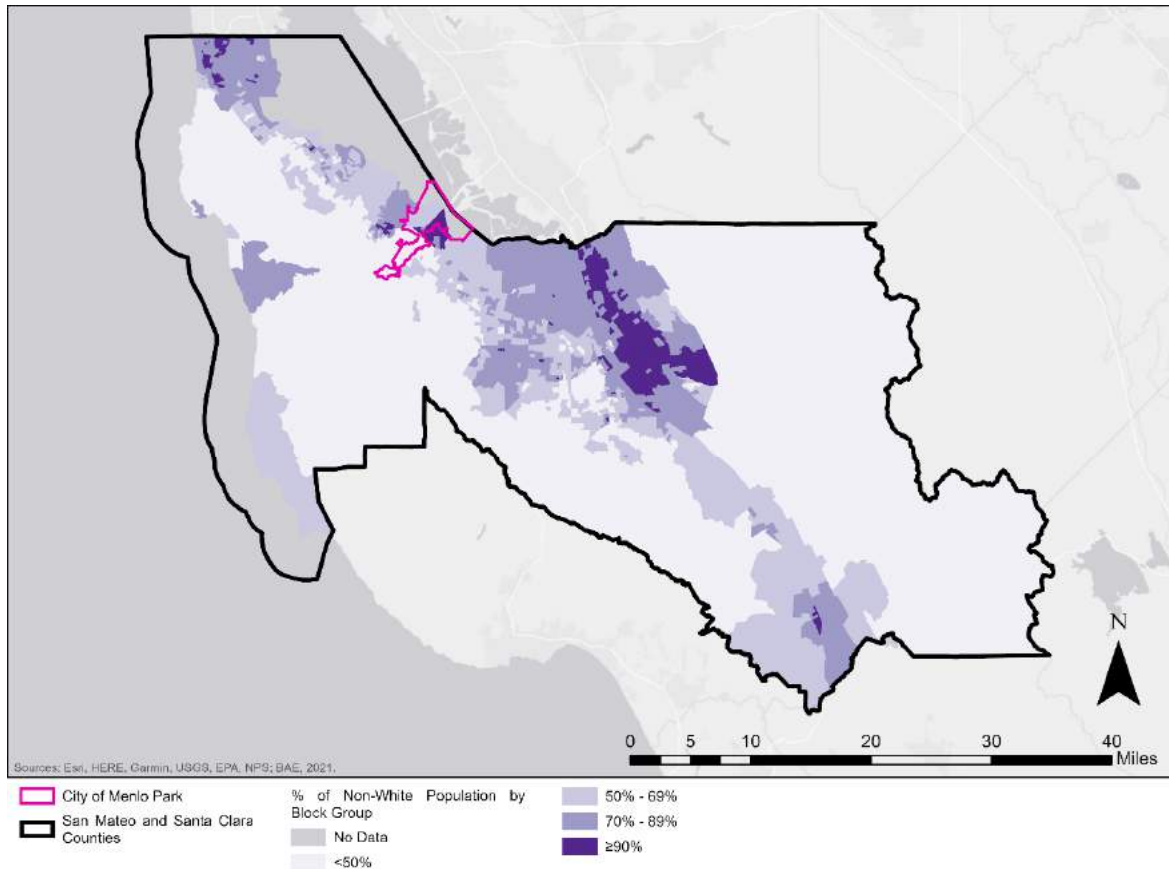 N
0 5 10 20 30 40
Miles
Sources: Esri, HERE, Garmin, USGS, EPA, NPS; BAE, 2021.
City of Menlo Park
San Mateo and Santa Clara
Counties
% of Non-White Population by
Block Group
No Data
<50%
50% - 69%
70% - 89%
≥90%